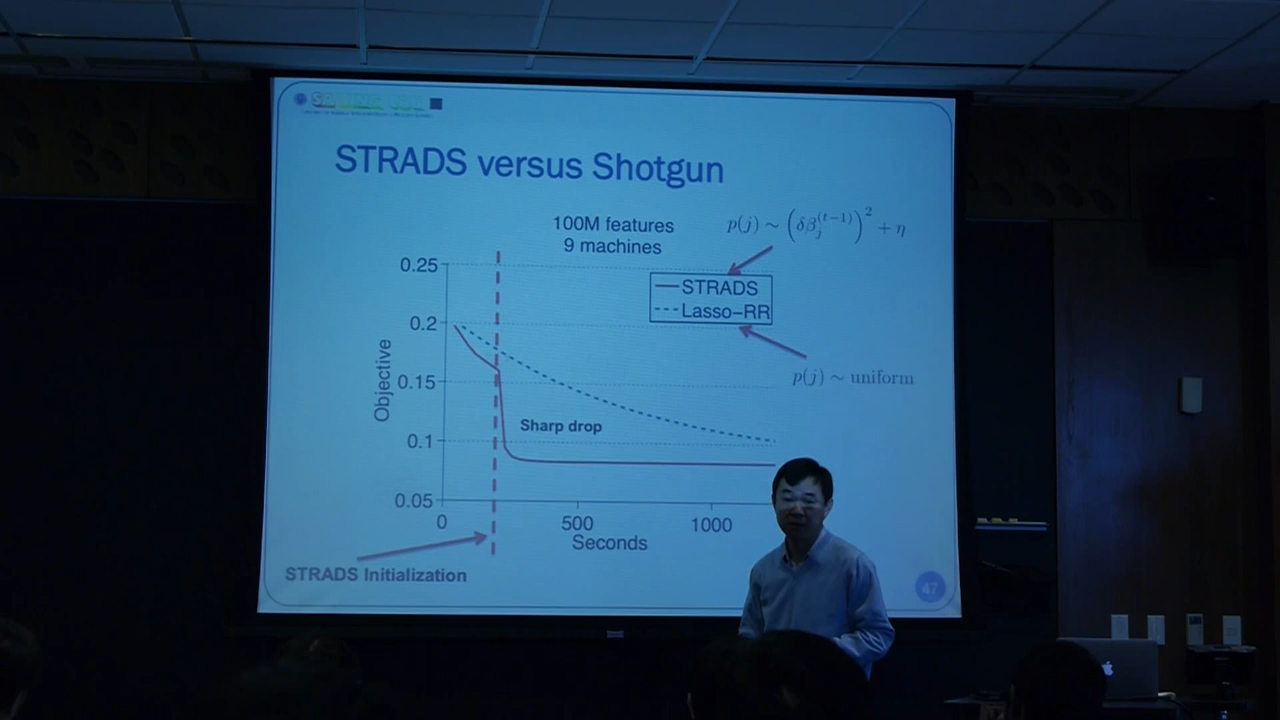 STRADS versus Shotgun
100M features
9 machines
p(j) ∼ (δβ_j^{(t−1)})^2 + η
0.25
STRADS
Lasso−RR
0.2
p(j) ∼ uniform
0.15
Objective
Sharp drop
0.1
0.05
0
500
1000
Seconds
STRADS Initialization
47